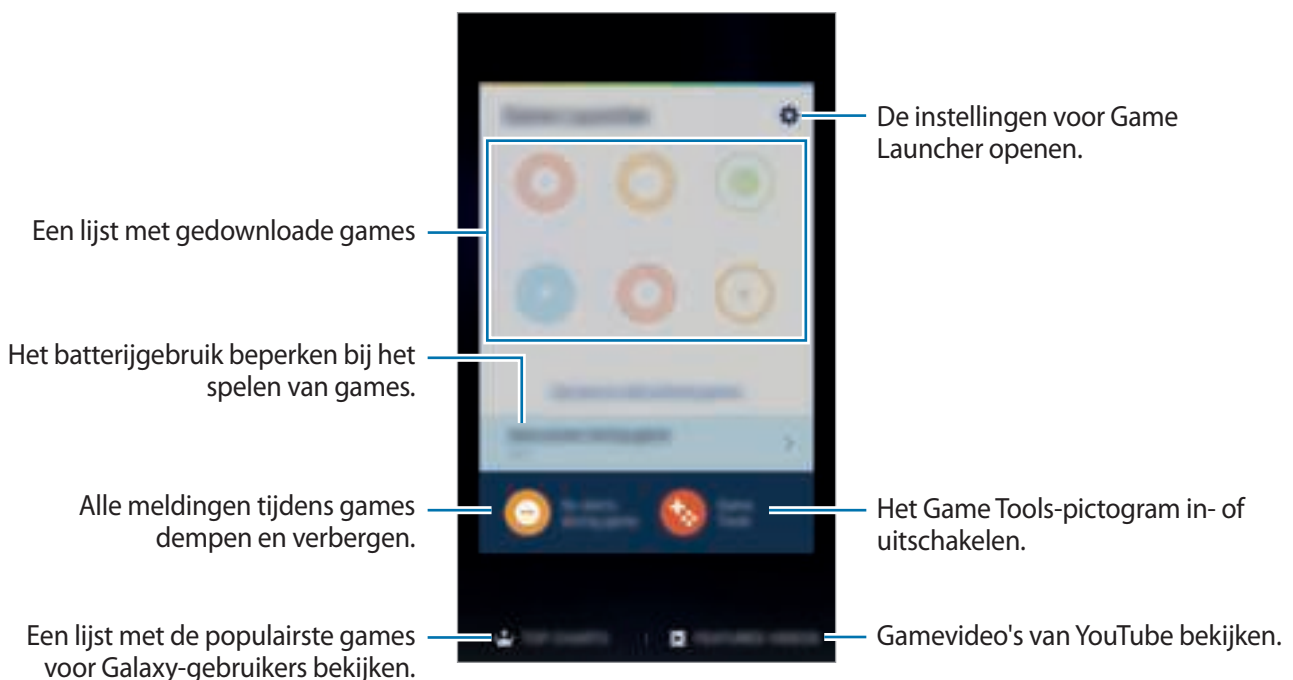 De instellingen voor Game
Launcher openen.
Een lijst met gedownloade games
Het batterijgebruik beperken bij het
spelen van games.
Alle meldingen tijdens games
dempen en verbergen.
Het Game Tools-pictogram in- of
uitschakelen.
Een lijst met de populairste games
voor Galaxy-gebruikers bekijken.
Gamevideo's van YouTube bekijken.